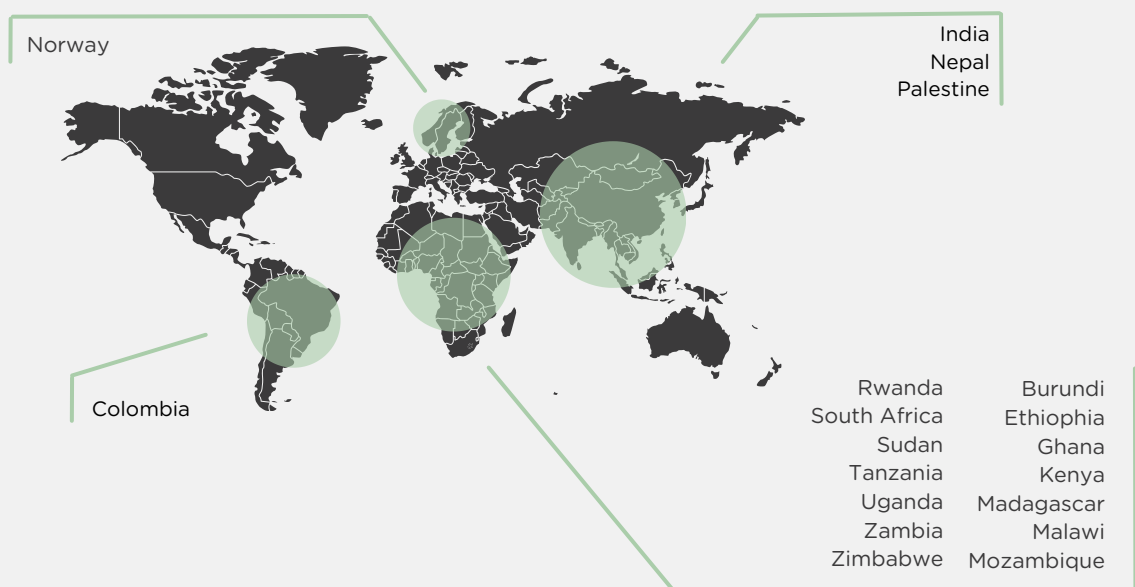 Norway
India
Nepal
Palestine
Colombia
Rwanda
South Africa
Sudan
Tanzania
Uganda
Zambia
Zimbabwe
Burundi
Ethiophia
Ghana
Kenya
Madagascar
Malawi
Mozambique